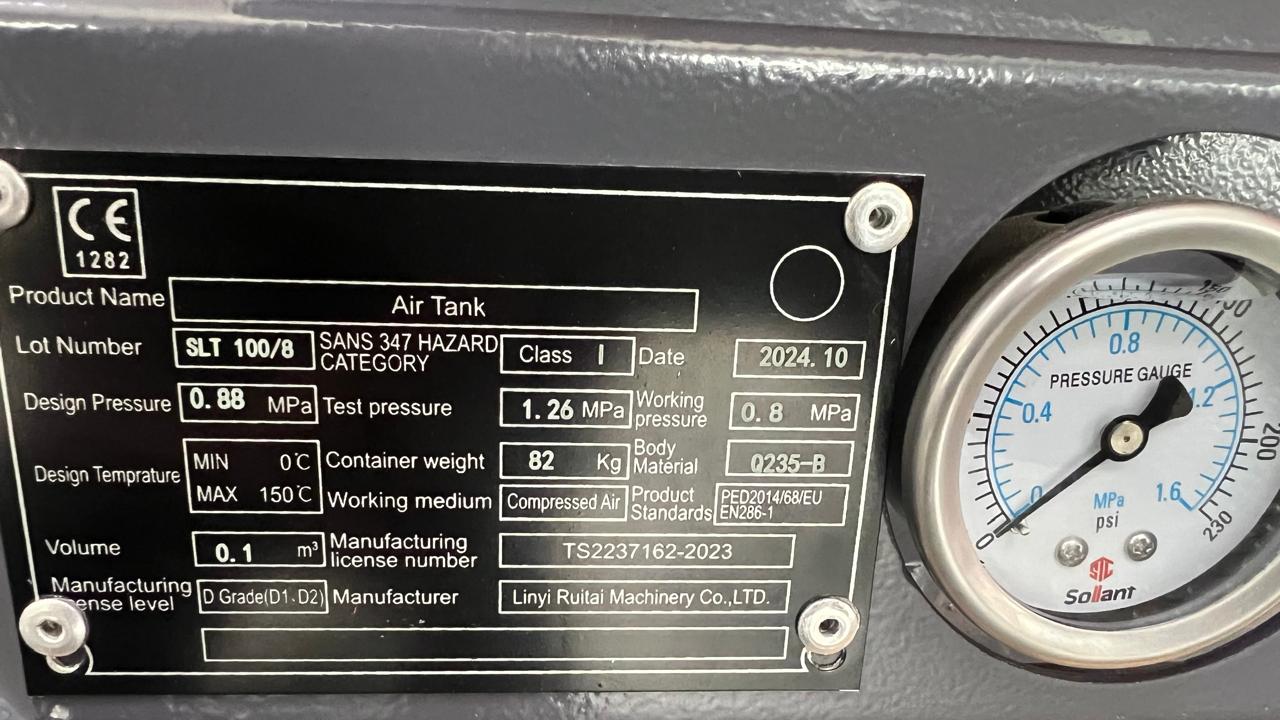 CE
1282
Product Name Air Tank
Lot Number SLT 100/8 SANS 347 HAZARD CATEGORY Class I Date 2024.10
Design Pressure 0.88 MPa Test pressure 1.26 MPa Working pressure 0.8 MPa
Design Temprature MIN 0℃ Container weight 82 Kg Body Material Q235-B
MAX 150℃ Working medium Compressed Air Product Standards PED2014/68/EU EN286-1
Volume 0.1 m³ Manufacturing license number TS2237162-2023
Manufacturing level D Grade(D1、D2) Manufacturer Linyi Ruitai Machinery Co.,LTD.
0.8
PRESSURE GAUGE
0.4
200
0
MPa
1.6
psi
0
230
STC
Sollant